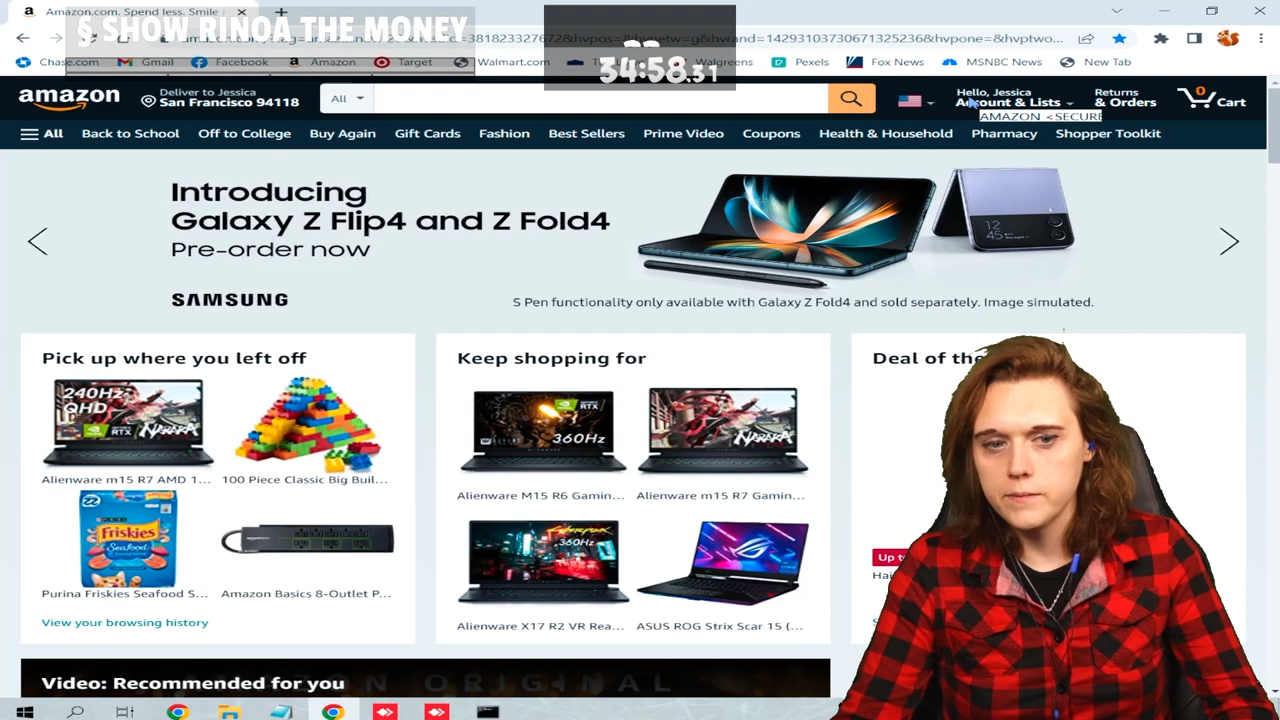 Amazon.com. Spend less. Smile
§ SHOW RINOA THE MONEY
34:58.31
Chase.com
Gmail
Facebook
Amazon
Target
Walmart.com
Walgreens
Pexels
Fox News
MSNBC News
New Tab
amazon
Deliver to Jessica
San Francisco 94118
All
Hello, Jessica
Account & Lists
Returns
& Orders
0
Cart
AMAZON <SECURE
All
Back to School
Off to College
Buy Again
Gift Cards
Fashion
Best Sellers
Prime Video
Coupons
Health & Household
Pharmacy
Shopper Toolkit
Introducing
Galaxy Z Flip4 and Z Fold4
Pre-order now
SAMSUNG
S Pen functionality only available with Galaxy Z Fold4 and sold separately. Image simulated.
Pick up where you left off
240Hz
QHD
Alienware m15 R7 AMD 1...
100 Piece Classic Big Buil...
Friskies
Seafood
Purina Friskies Seafood S...
Amazon Basics 8-Outlet P...
View your browsing history
Keep shopping for
360Hz
NARAKA
Alienware M15 R6 Gamin...
Alienware m15 R7 Gamin...
360Hz
Alienware X17 R2 VR Rea...
ASUS ROG Strix Scar 15 (...
Deal of the
Up to
Video: Recommended for you